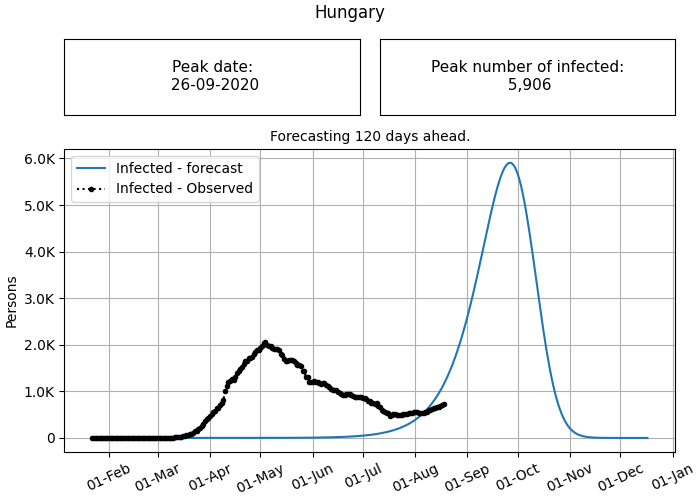 Hungary
Peak date:
26-09-2020
Peak number of infected:
5,906
Forecasting 120 days ahead.
Infected - forecast
Infected - Observed
6.0K
5.0K
4.0K
3.0K
2.0K
1.0K
0
Persons
01-Feb
01-Mar
01-Apr
01-May
01-Jun
01-Jul
01-Aug
01-Sep
01-Oct
01-Nov
01-Dec
01-Jan